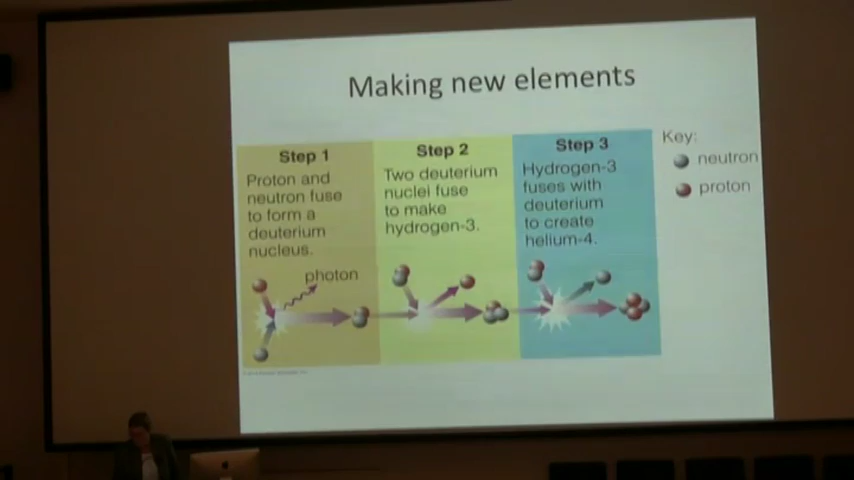 Making new elements
Step 1
Proton and
neutron fuse
to form a
deuterium
nucleus.
photon
Step 2
Two deuterium
nuclei fuse
to make
hydrogen-3.
Step 3
Hydrogen-3
fuses with
deuterium
to create
helium-4.
Key:
neutron
proton